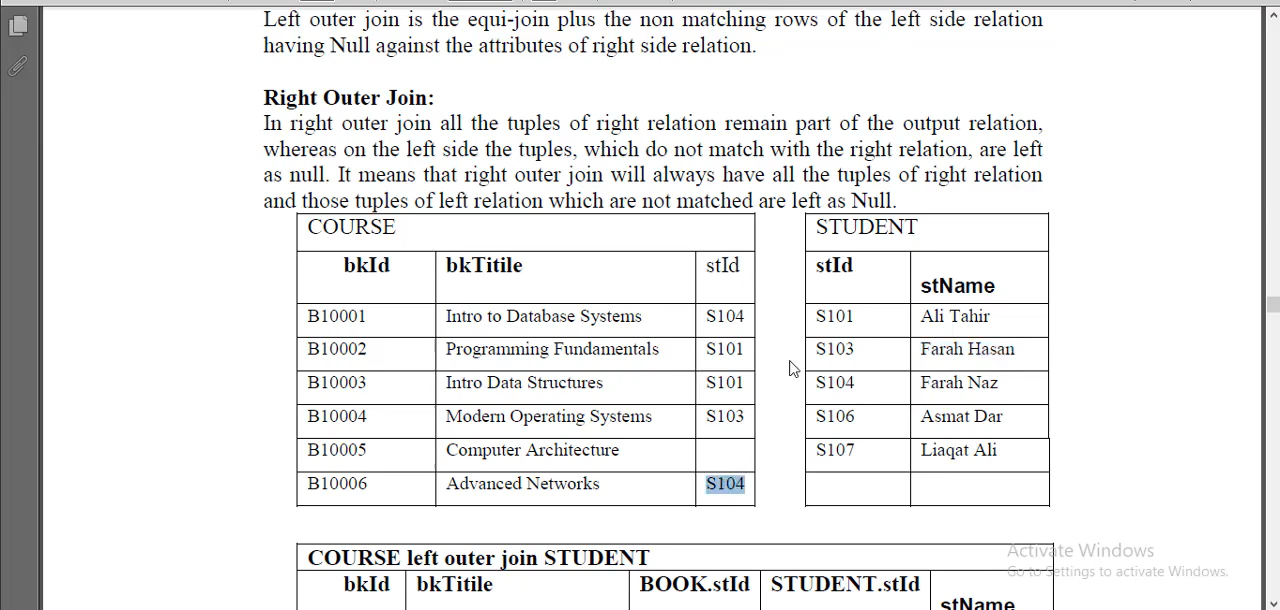 Left outer join is the equi-join plus the non matching rows of the left side relation
having Null against the attributes of right side relation.
Right Outer Join:
In right outer join all the tuples of right relation remain part of the output relation,
whereas on the left side the tuples, which do not match with the right relation, are left
as null. It means that right outer join will always have all the tuples of right relation
and those tuples of left relation which are not matched are left as Null.
COURSE STUDENT
bkId bkTitile stId stId stName
B10001 Intro to Database Systems S104 S101 Ali Tahir
B10002 Programming Fundamentals S101 S103 Farah Hasan
B10003 Intro Data Structures S101 S104 Farah Naz
B10004 Modern Operating Systems S103 S106 Asmat Dar
B10005 Computer Architecture S107 Liaqat Ali
B10006 Advanced Networks S104
COURSE left outer join STUDENT
bkId bkTitile BOOK.stId STUDENT.stId stName
Activate Windows
Go to Settings to activate Windows.